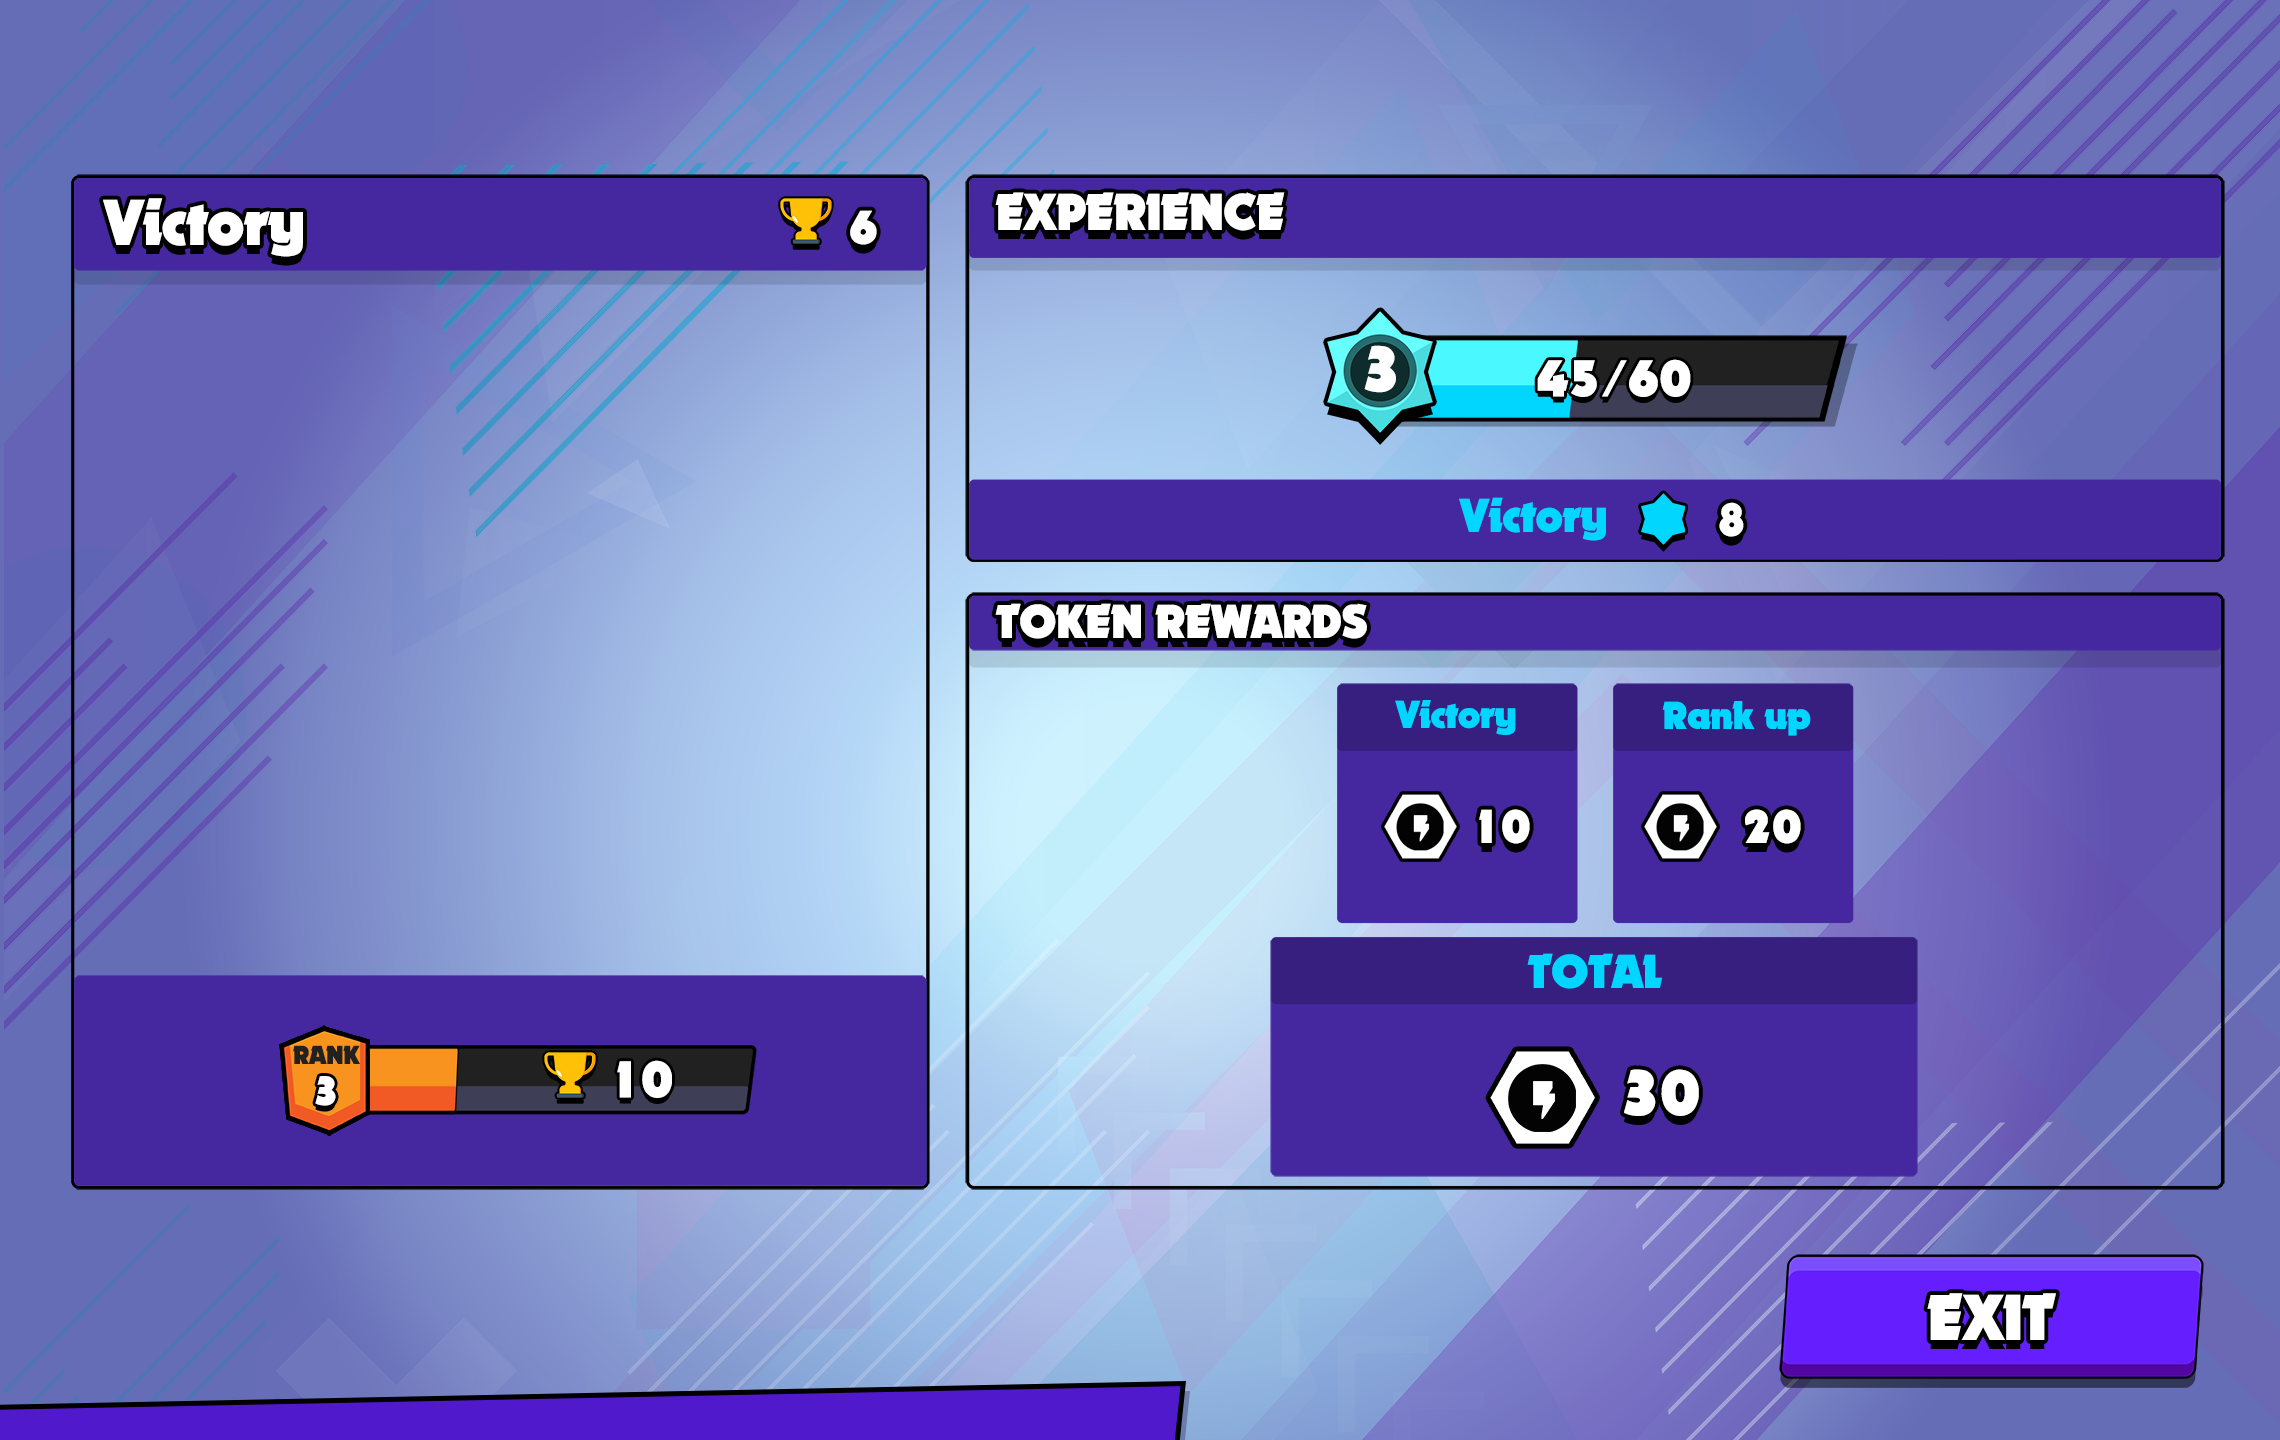 Victory 6
RANK
3
10
EXPERIENCE
3 45/60
Victory 8
TOKEN REWARDS
Victory
10
Rank up
20
TOTAL
30
EXIT